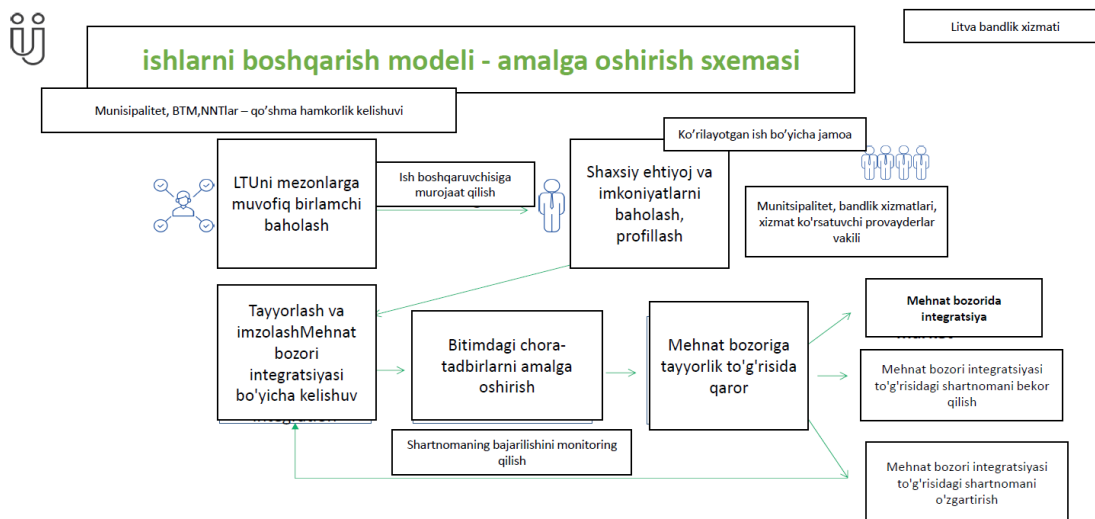 Litva bandlik xizmati
ishlarni boshqarish modeli - amalga oshirish sxemasi
Munisipalitet, BTM,NNTlar – qo’shma hamkorlik kelishuvi
Ko’rilayotgan ish bo’yicha jamoa
LTUni mezonlarga
muvofiq birlamchi
baholash
Ish boshqaruvchisiga
murojaat qilish
Shaxsiy ehtiyoj va
imkoniyatlarni
baholash,
profillash
Munitsipalitet, bandlik xizmatlari,
xizmat ko'rsatuvchi provayderlar
vakili
Tayyorlash va
imzolashMehnat
bozori
integratsiyasi
bo'yicha kelishuv
Bitimdagi chora-
tadbirlarni amalga
oshirish
Mehnat bozoriga
tayyorlik to'g'risida
qaror
Mehnat bozorida
integratsiya
Mehnat bozori integratsiyasi
to'g'risidagi shartnomani bekor
qilish
Shartnomaning bajarilishini monitoring
qilish
Mehnat bozori integratsiyasi
to'g'risidagi shartnomani
o'zgartirish